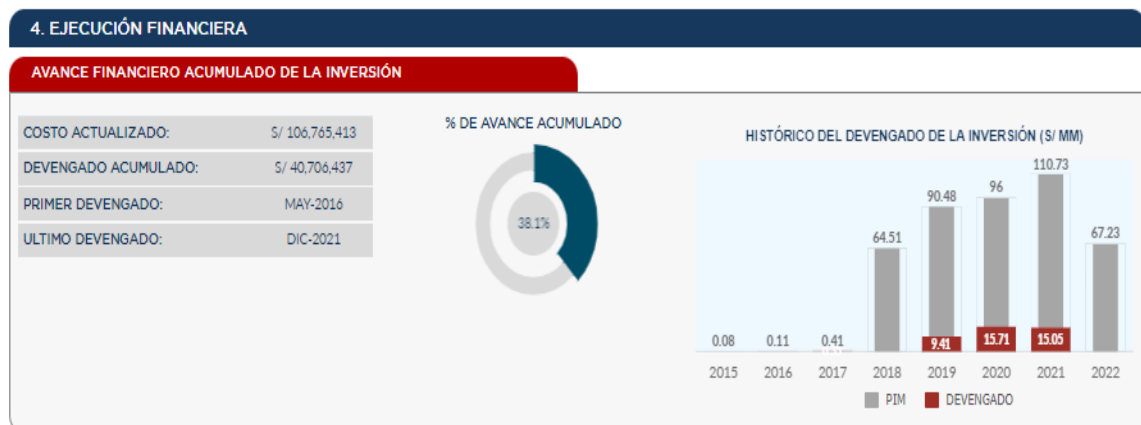 4. EJECUCIÓN FINANCIERA
AVANCE FINANCIERO ACUMULADO DE LA INVERSIÓN
COSTO ACTUALIZADO: S/ 106,765,413
DEVENGADO ACUMULADO: S/ 40,706,437
PRIMER DEVENGADO: MAY-2016
ULTIMO DEVENGADO: DIC-2021
% DE AVANCE ACUMULADO
38.1%
HISTÓRICO DEL DEVENGADO DE LA INVERSIÓN (S/ MM)
110.73
90.48 96
64.51 67.23
0.08 0.11 0.41
9.41 15.71 15.05
2015 2016 2017 2018 2019 2020 2021 2022
PIM DEVENGADO